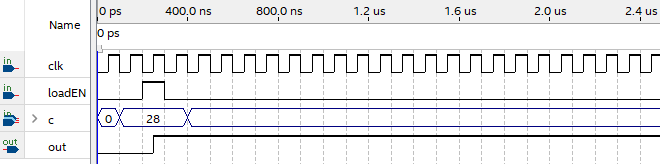 Name
0 ps 400.0 ns 800.0 ns 1.2 us 1.6 us 2.0 us 2.4 us
0 ps
in clk
loadEN
in c 0 28
out out